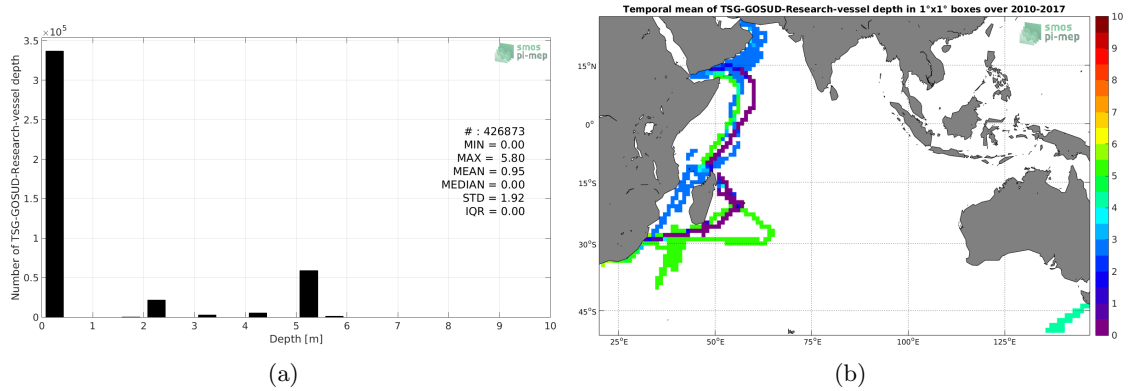 ×10⁵
3.5
3
2.5
2
1.5
1
0.5
0
Number of TSG-GOSUD-Research-vessel depth
0 1 2 3 4 5 6 7 8 9 10
Depth [m]
smos
pi-mep
# : 426873
MIN = 0.00
MAX = 5.80
MEAN = 0.95
MEDIAN = 0.00
STD = 1.92
IQR = 0.00
(a)
Temporal mean of TSG-GOSUD-Research-vessel depth in 1°x1° boxes over 2010-2017
smos
pi-mep
15°N
0°
15°S
30°S
45°S
25°E 50°E 75°E 100°E 125°E
10
9
8
7
6
5
4
3
2
1
0
(b)